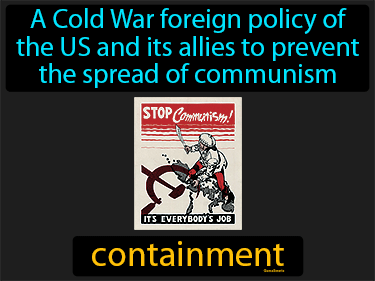 A Cold War foreign policy of
the US and its allies to prevent
the spread of communism
STOP Communism!
IT'S EVERYBODY'S JOB
containment